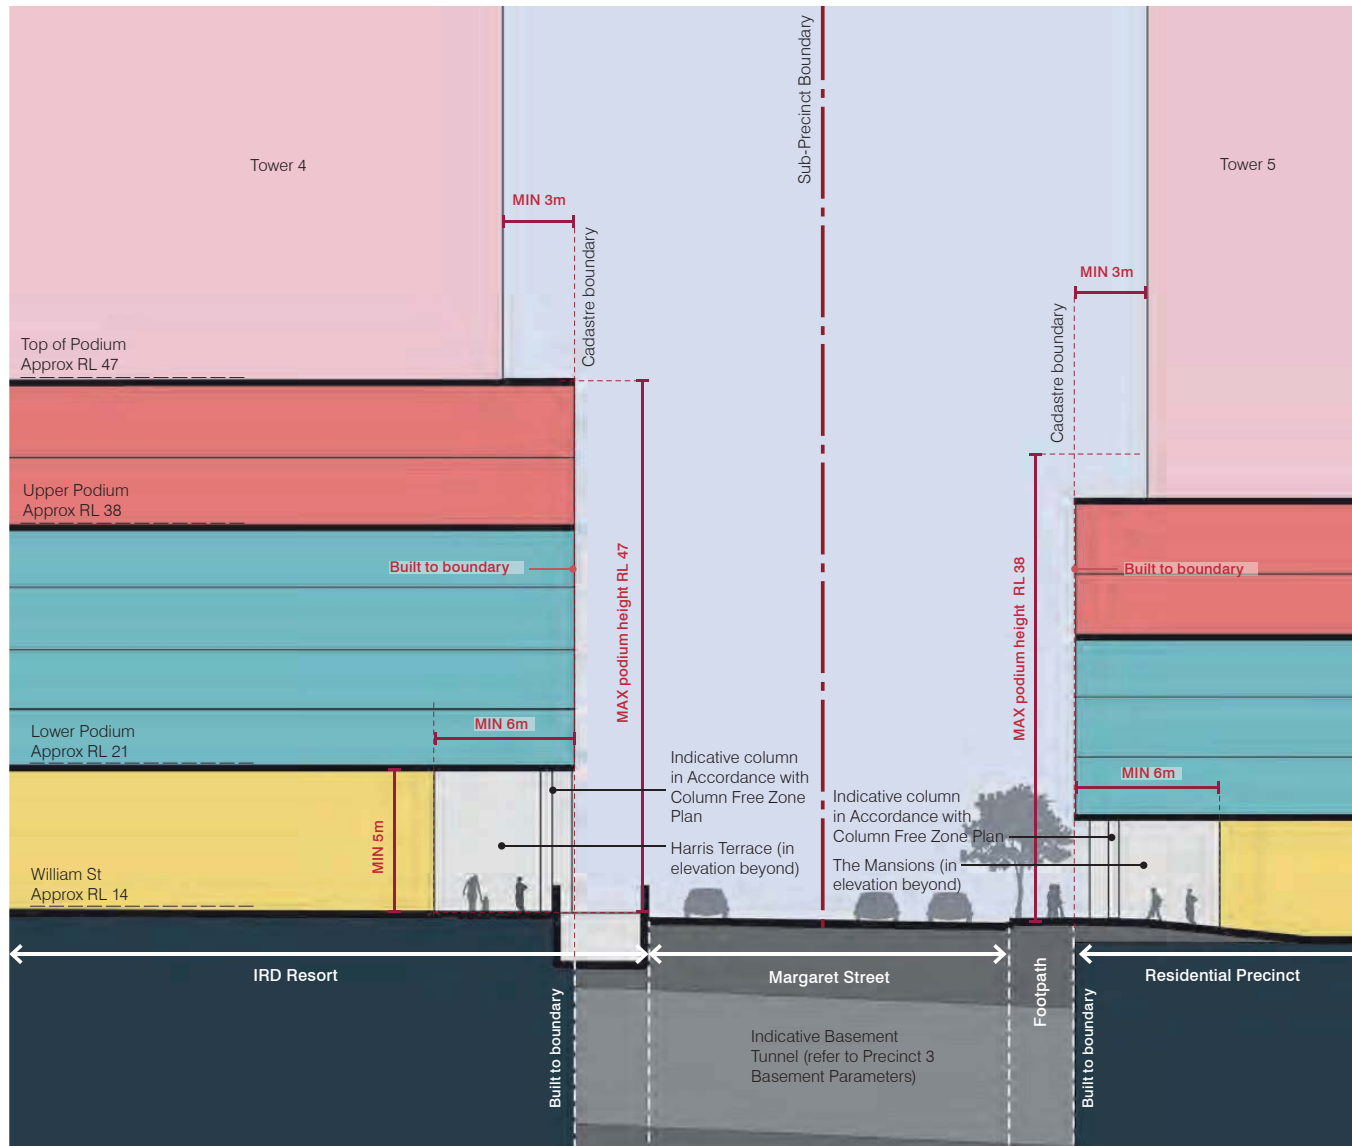 Sub-Precinct Boundary
Tower 4
Tower 5
MIN 3m
Cadastre boundary
MIN 3m
Cadastre boundary
Top of Podium
Approx RL 47
Upper Podium
Approx RL 38
Built to boundary
MAX podium height RL 47
MAX podium height RL 38
Built to boundary
Lower Podium
Approx RL 21
MIN 6m
MIN 6m
Indicative column
in Accordance with
Column Free Zone
Plan
Harris Terrace (in
elevation beyond)
Indicative column
in Accordance with
Column Free Zone Plan
The Mansions (in
elevation beyond)
MIN 5m
William St
Approx RL 14
IRD Resort
Margaret Street
Footpath
Residential Precinct
Built to boundary
Built to boundary
Indicative Basement
Tunnel (refer to Precinct 3
Basement Parameters)